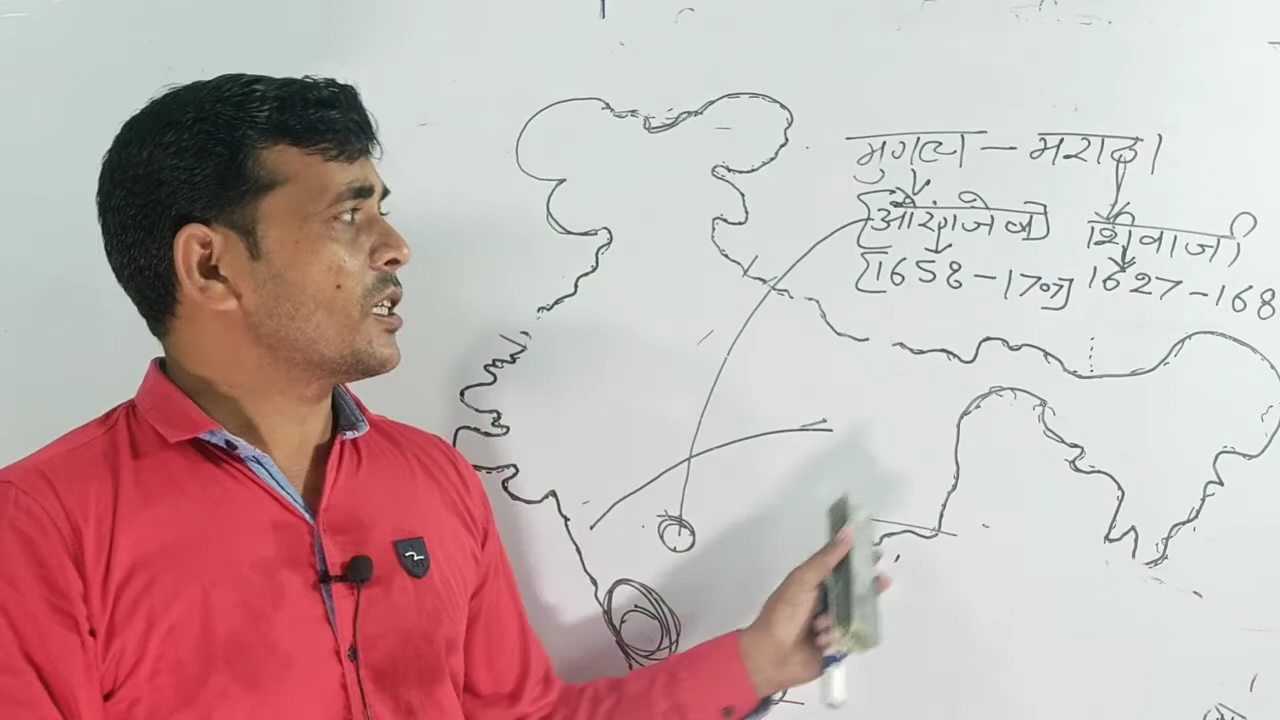 मुगल - मराठा
औरंगजेब शिवाजी
1658 - 1707 1627 - 168